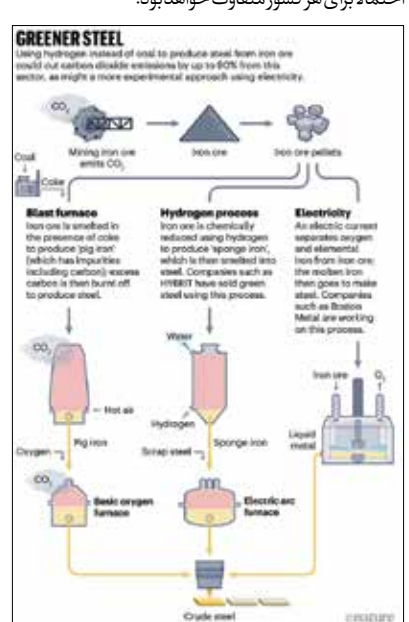 احتمالا برای هر کشور متفاوت خواهد بود.
GREENER STEEL
Using hydrogen instead of coal to produce steel from iron ore
could cut carbon dioxide emissions by up to 90% from this
sector, as might a more experimental approach using electricity.
CO₂
Mining iron ore
emits CO₂
Iron ore
Iron ore pellets
Coal
Coke
Blast furnace
Iron ore is smelted in
the presence of coke
to produce 'pig iron'
(which has impurities
including carbon); excess
carbon is then burnt off
to produce steel.
Hydrogen process
Iron ore is chemically
reduced using hydrogen
to produce 'sponge iron',
which is then smelted into
steel. Companies such as
HYBRIT have sold green
steel using this process.
Electricity
An electric current
separates oxygen
and elemental
iron from iron ore;
the molten iron
then goes to make
steel. Companies
such as Boston
Metal are working
on this process.
CO₂
Hot air
Water
Hydrogen
Iron ore
O₂
Liquid
metal
Oxygen
Pig iron
Scrap steel
Sponge iron
CO₂
Basic oxygen
furnace
Electric arc
furnace
Crude steel
©nature